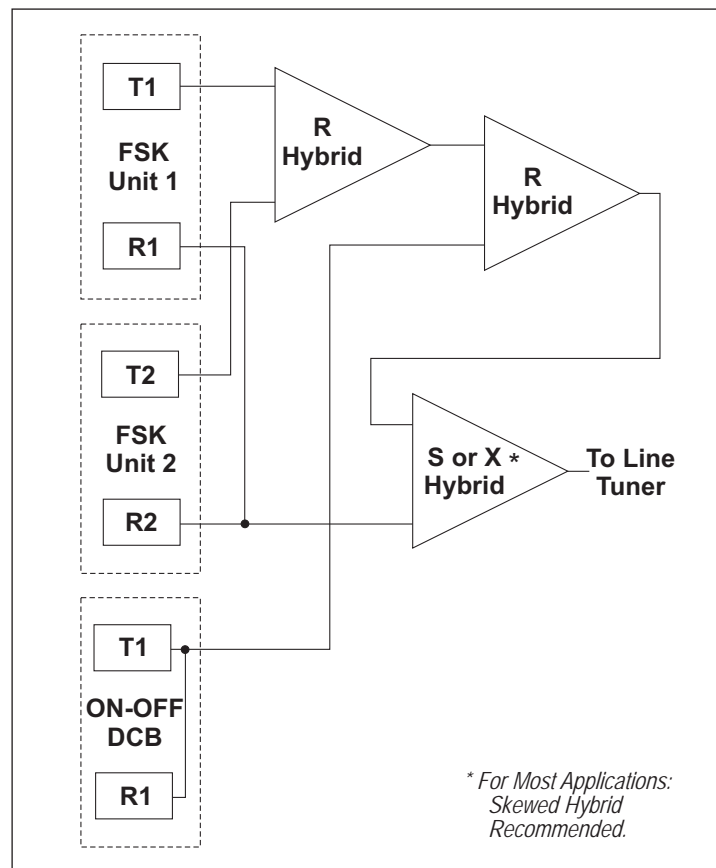 T1
FSK
Unit 1
R1
R
Hybrid
R
Hybrid
T2
FSK
Unit 2
R2
S or X *
Hybrid
To Line
Tuner
T1
ON-OFF
DCB
R1
* For Most Applications:
Skewed Hybrid
Recommended.